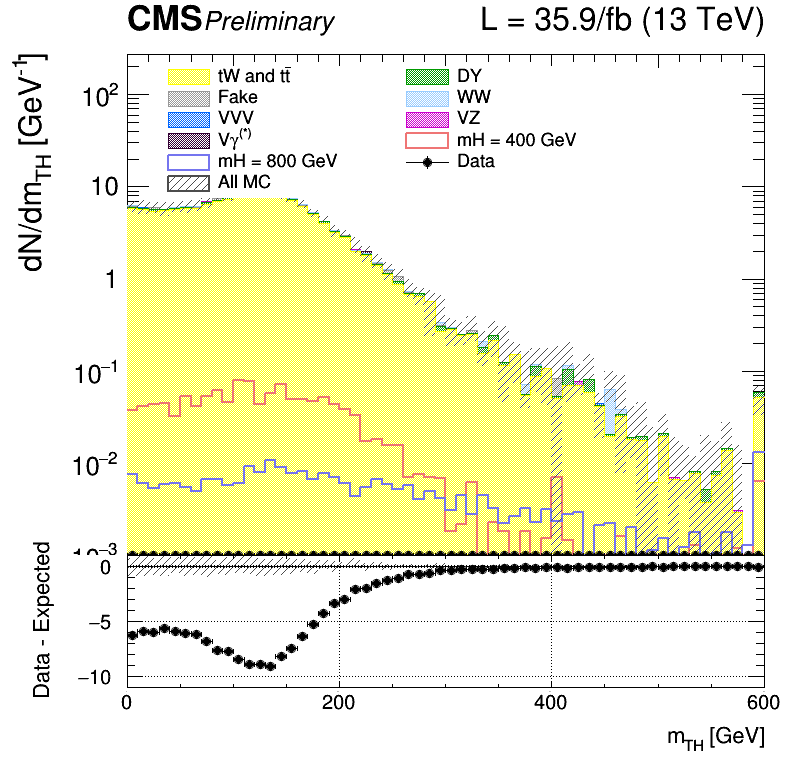 CMS Preliminary L = 35.9/fb (13 TeV)
dN/dm_TH [GeV⁻¹]
tW and tt̄ DY
Fake WW
VVV VZ
Vγ⁽*⁾ mH = 400 GeV
mH = 800 GeV Data
All MC
10²
10
1
10⁻¹
10⁻²
10⁻³
Data - Expected
0
−5
−10
0 200 400 600
m_TH [GeV]